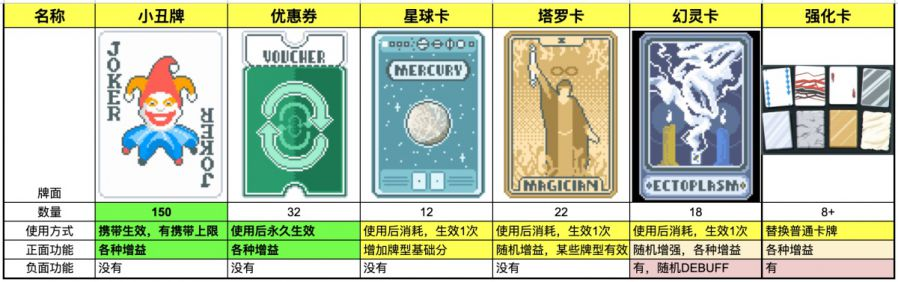 名称 小丑牌 优惠券 星球卡 塔罗卡 幻灵卡 强化卡
JOKER JOKER VOUCHER MERCURY MAGICIAN ECTOPLASM
牌面
数量 150 32 12 22 18 8+
使用方式 携带生效，有携带上限 使用后永久生效 使用后消耗，生效1次 使用后消耗，生效1次 使用后消耗，生效1次 替换普通卡牌
正面功能 各种增益 各种增益 增加牌型基础分 随机增益，某些牌型有效 随机增强，各种增益 各种增益
负面功能 没有 没有 没有 没有 有，随机DEBUFF 有